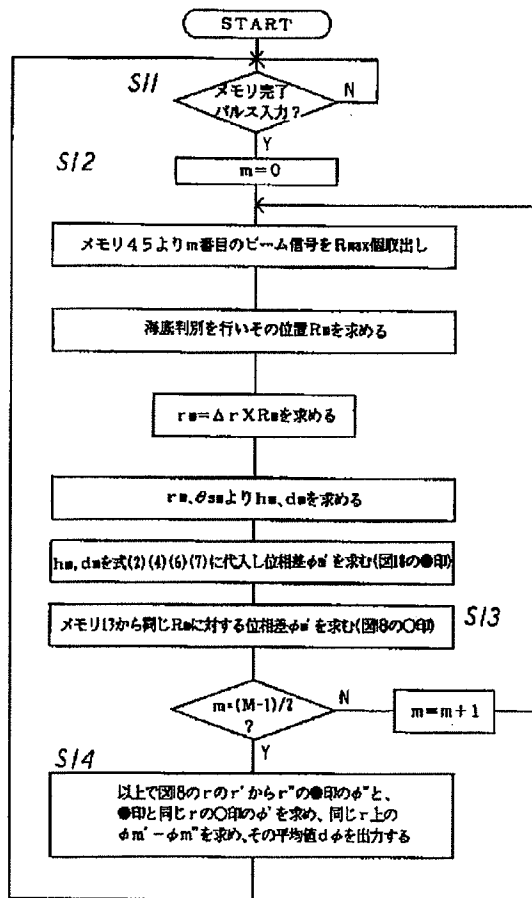 START
S11
メモリ完了
パルス入力?
N
Y
S12
m=0
メモリ45よりm番目のビーム信号をRmax個取出し
海底判別を行いその位置Rmを求める
rm=Δr×Rmを求める
rm、θsmよりhm、dmを求める
hm,dmを式(2)(4)(6)(7)に代入し位相差φm'を求む(図18の●印)
メモリ13から同じRmに対する位相差φm'を求む(図18の○印)
S13
m=(M-1)/2
?
N
m=m+1
Y
S14
以上で図18のrのr'からr"の●印のφ"と、
●印と同じrの○印のφ'を求め、同じr上の
φm'-φm"を求め、その平均値dφを出力する